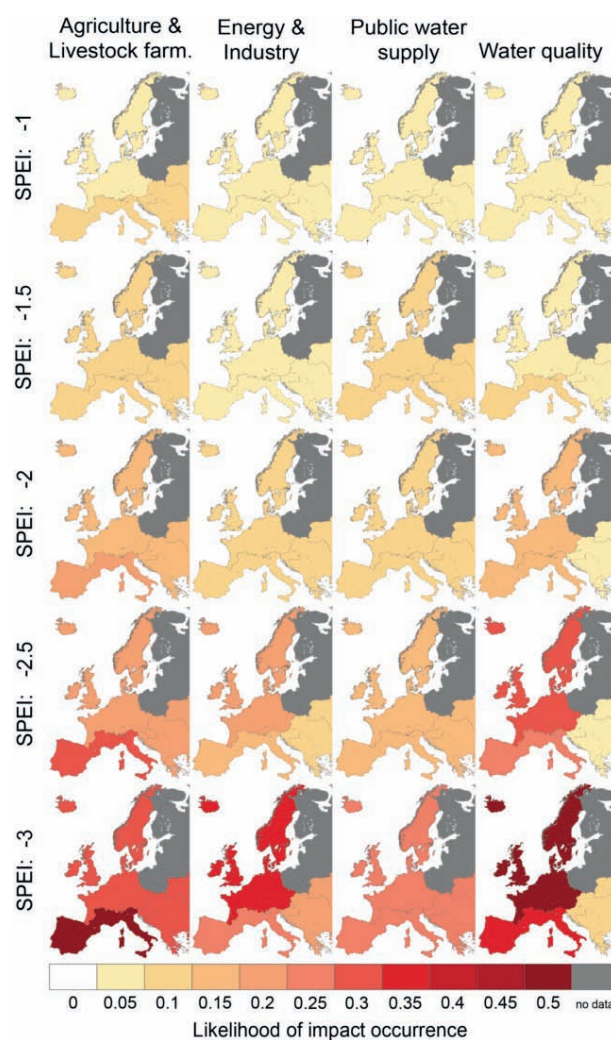 Agriculture &
Livestock farm.
Energy &
Industry
Public water
supply
Water quality
SPEI: -1
SPEI: -1.5
SPEI: -2
SPEI: -2.5
SPEI: -3
0 0.05 0.1 0.15 0.2 0.25 0.3 0.35 0.4 0.45 0.5 no data
Likelihood of impact occurrence